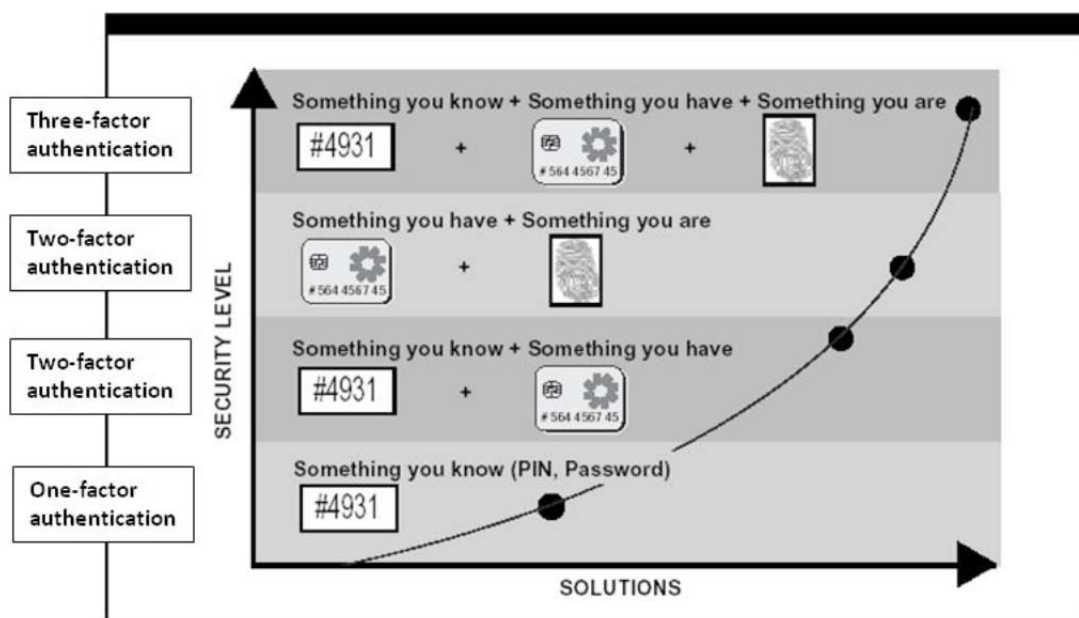 Three-factor
authentication
Something you know + Something you have + Something you are
#4931 + # 564 4567 45 +
Two-factor
authentication
Something you have + Something you are
# 564 4567 45 +
Two-factor
authentication
Something you know + Something you have
#4931 + # 564 4567 45
One-factor
authentication
Something you know (PIN, Password)
#4931
SECURITY LEVEL
SOLUTIONS